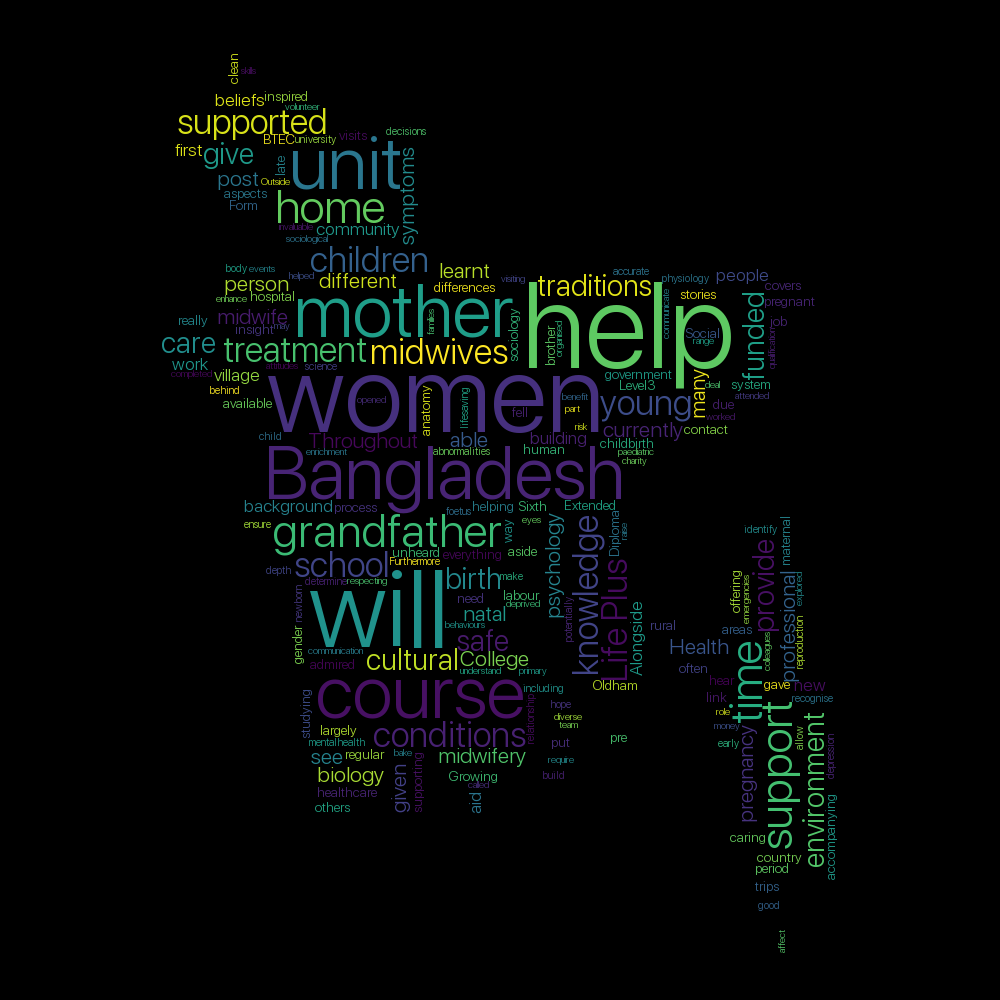 clean
skills
beliefs
inspired
volunteer
supported
BTEC
university
visits
decisions
first
give
late
unit
symptoms
post
Outside
aspects
Form
home
invaluable
community
sociological
children
body
events
helped
learnt
visiting
traditions
accurate
physiology
people
covers
person
different
differences
communicate
stories
pregnant
enhance
hospital
mother
families
help
funded
really
midwife
insight
may
sociology
brother
organised
Social
range
job
qualification
care
treatment
science
midwives
work
attitudes
government
completed
village
Level3
system
deal
attended
behind
women
opened
anatomy
lifesaving
benefit
young
many
available
fell
part
due
worked
risk
child
Throughout
able
building
currently
contact
enrichment
abnormalities
human
childbirth
paediatric
charity
Bangladesh
background
process
foetus
helping
Sixth
Extended
ensure
grandfather
eyes
way
psychology
knowledge
Diploma
raise
identify
maternal
unheard
everything
aside
school
Furthermore
depth
determine
respecting
birth
make
provide
offering
emergencies
professional
explored
newborn
will
need
labour
deprived
natal
potentially
Life Plus
Alongside
rural
areas
behaviours
gender
communication
safe
Health
colleagues
reproduction
admired
cultural
College
understand
primary
often
hear
time
gave
new
Oldham
link
recognise
course
including
studying
relationship
hope
diverse
team
role
money
support
environment
allow
depression
largely
conditions
put
pre
pregnancy
early
mentalhealth
see
regular
bake
midwifery
require
biology
given
supporting
Growing
called
build
healthcare
others
aid
accompanying
caring
country
period
trips
good
affect